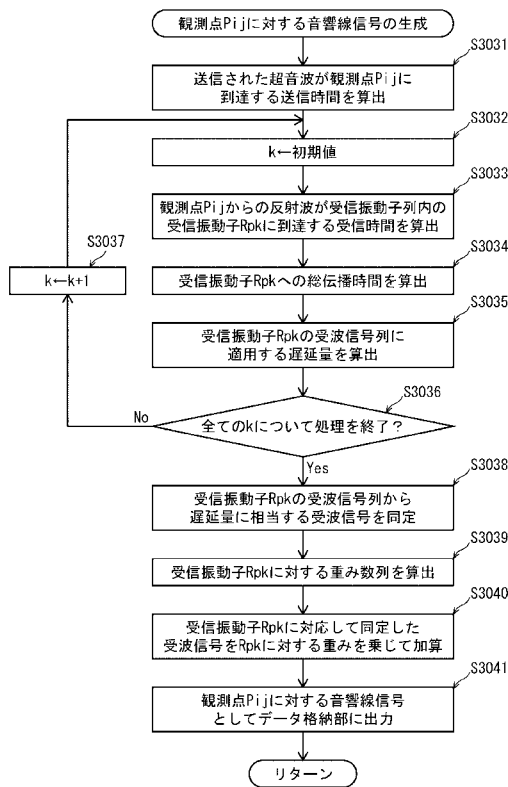 観測点Pijに対する音響線信号の生成
S3031
送信された超音波が観測点Pijに
到達する送信時間を算出
S3032
k←初期値
S3033
観測点Pijからの反射波が受信振動子列内の
受信振動子Rpkに到達する受信時間を算出
S3037
k←k+1
S3034
受信振動子Rpkへの総伝播時間を算出
S3035
受信振動子Rpkの受波信号列に
適用する遅延量を算出
S3036
No
全てのkについて処理を終了?
Yes
S3038
受信振動子Rpkの受波信号列から
遅延量に相当する受波信号を同定
S3039
受信振動子Rpkに対する重み数列を算出
S3040
受信振動子Rpkに対応して同定した
受波信号をRpkに対する重みを乗じて加算
S3041
観測点Pijに対する音響線信号
としてデータ格納部に出力
リターン